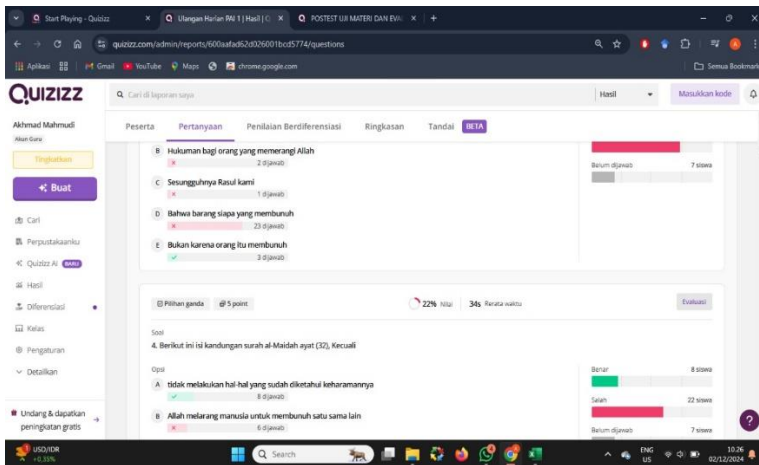 Start Playing - Quizizz
Ulangan Harian PAI 1 | Hasil |
POSTEST UJI MATERI DAN EVA
quizizz.com/admin/reports/600aafad62d026001bcd5774/questions
Aplikasi
Gmail
YouTube
Maps
chrome.google.com
Semua Bookmark
QUIZIZZ
Cari di laporan saya
Hasil
Masukkan kode
Akhmad Mahmudi
Akun Guru
Tingkatkan
Buat
Cari
Perpustakaanku
Quizizz AI BARU
Hasil
Diferensiasi
Kelas
Pengaturan
Detailkan
Undang & dapatkan
peningkatan gratis
Peserta
Pertanyaan
Penilaian Berdiferensiasi
Ringkasan
Tandai BETA
B Hukuman bagi orang yang memerangi Allah
2 dijawab
C Sesungguhnya Rasul kami
1 dijawab
D Bahwa barang siapa yang membunuh
23 dijawab
E Bukan karena orang itu membunuh
3 dijawab
Belum dijawab 7 siswa
Pilihan ganda 5 point
22% Nilai
34s Rerata waktu
Evaluasi
Soal
4. Berikut ini isi kandungan surah al-Maidah ayat (32), Kecuali
Opsi
A tidak melakukan hal-hal yang sudah diketahui keharamannya
8 dijawab
B Allah melarang manusia untuk membunuh satu sama lain
6 dijawab
Benar 8 siswa
Salah 22 siswa
Belum dijawab 7 siswa
USD/IDR
+0,35%
Search
ENG
US
10.26
02/12/2024